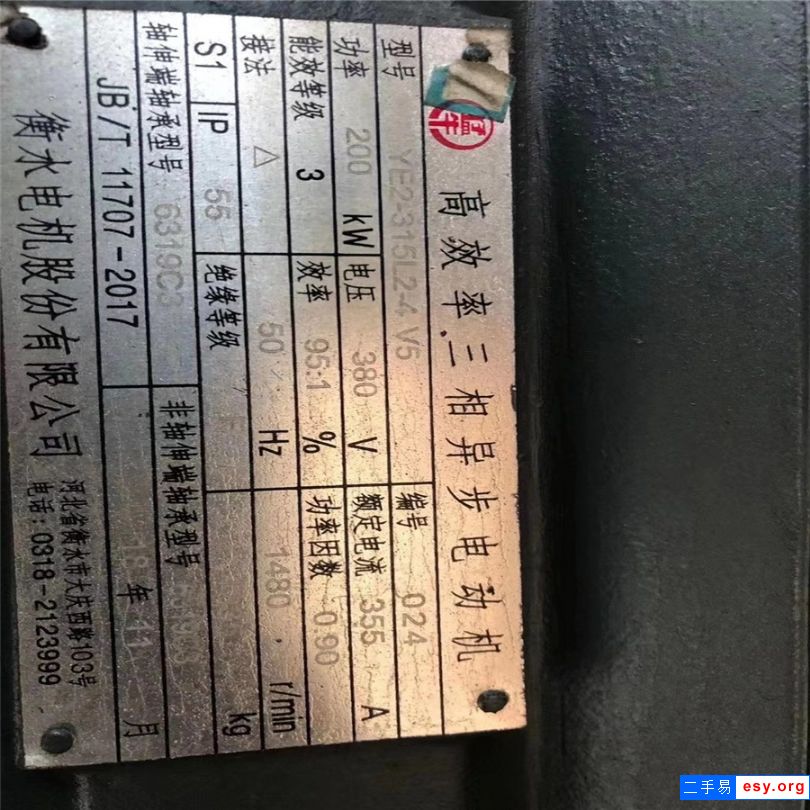 高效率三相异步电动机
型号 YE2-315L2-4 V5 编号 024
功率 200 kW 电压 380 V 额定电流 355 A
能效等级 3 效率 95.1 % 功率因数 0.90
接法 △ 50 Hz 1480 r/min
S1 IP 55 绝缘等级 F kg
轴伸端轴承型号 6319C3 非轴伸端轴承型号
JB/T 11707-2017 18 年 11 月
衡水电机股份有限公司 河北省衡水市大庆西路103号
电话:0318-2123999
二手易 esy.org